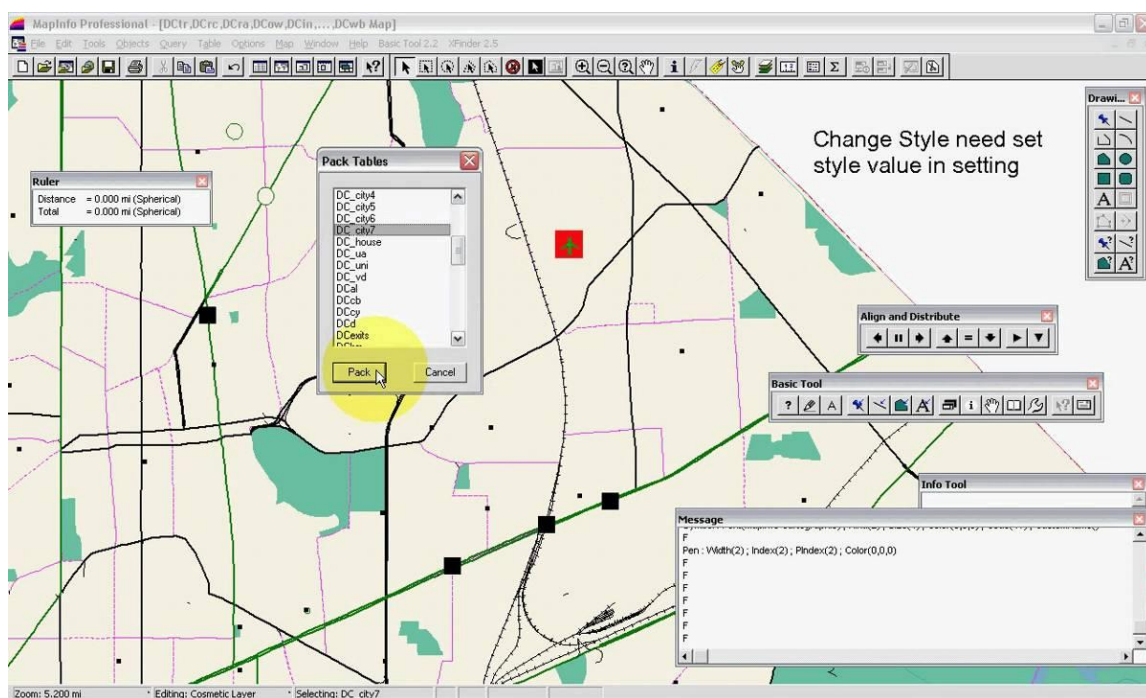 MapInfo Professional - [DCtr,DCrc,DCra,DCow,DCin,...,DCwb Map]
File Edit Tools Objects Query Table Options Map Window Help Basic Tool 2.2 XFinder 2.5
Drawi...
Change Style need set
style value in setting
Pack Tables
DC_city4
DC_city5
DC_city6
DC_city7
DC_house
DC_ua
DC_uni
DC_vd
DCal
DCcb
DCcy
DCd
DCexits
Pack Cancel
Ruler
Distance = 0.000 mi (Spherical)
Total = 0.000 mi (Spherical)
Align and Distribute
Basic Tool
Info Tool
Message
F
Pen : Width(2) ; Index(2) ; PIndex(2) ; Color(0,0,0)
F
F
F
F
F
F
F
Zoom: 5.200 mi Editing: Cosmetic Layer Selecting: DC_city7